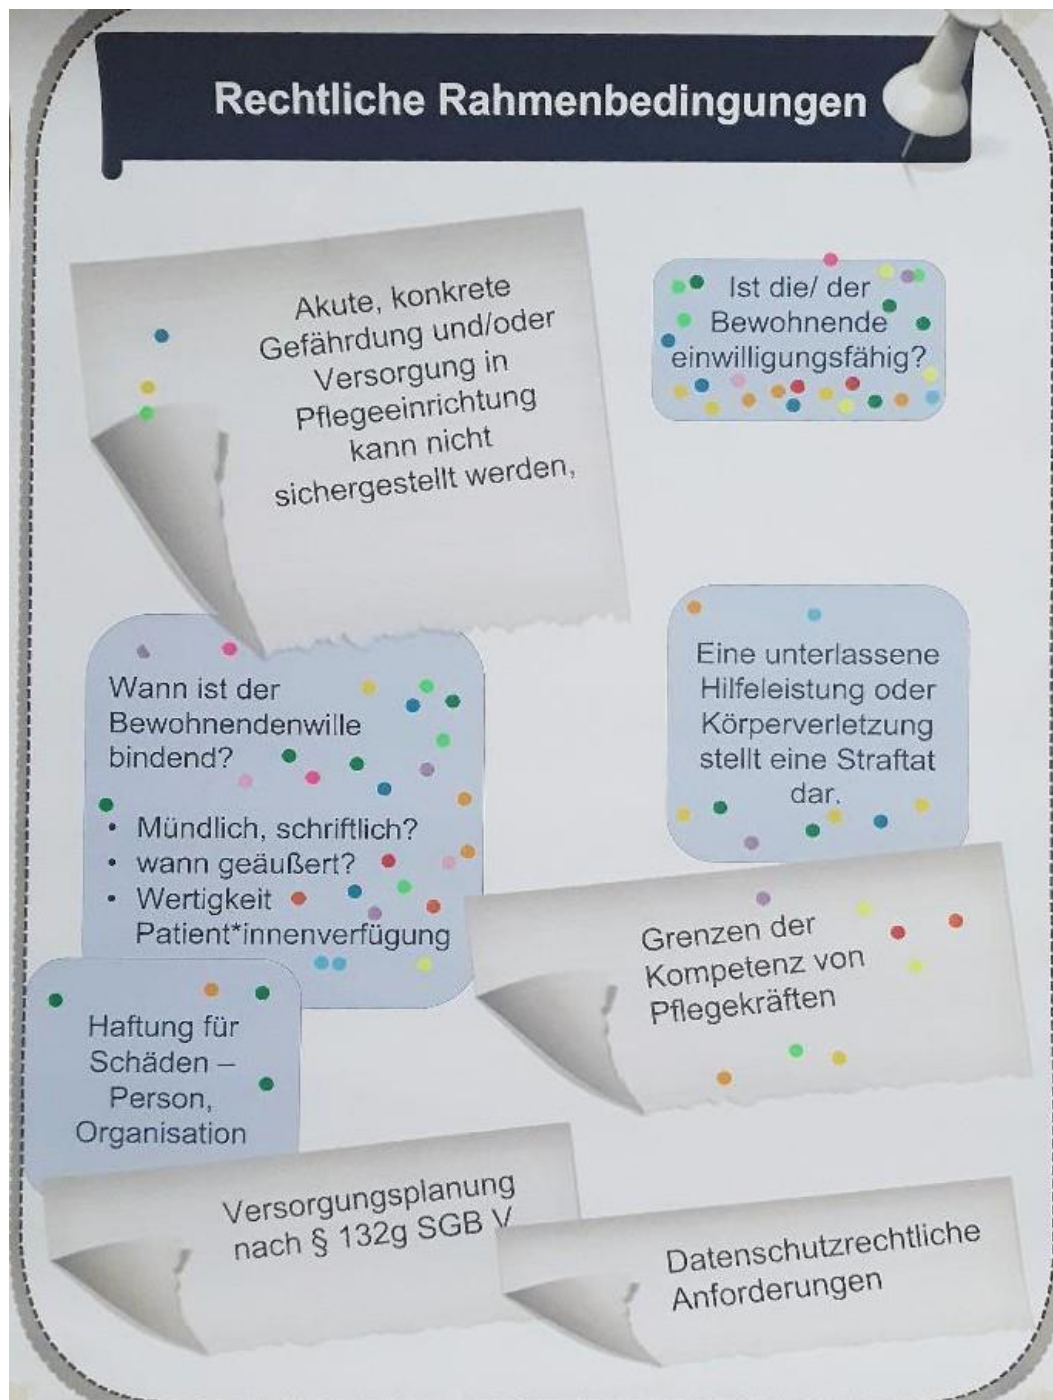 Rechtliche Rahmenbedingungen
Akute, konkrete
Gefährdung und/oder
Versorgung in
Pflegeeinrichtung
kann nicht
sichergestellt werden,
Ist die/ der
Bewohnende
einwilligungsfähig?
Wann ist der
Bewohnendenwille
bindend?
• Mündlich, schriftlich?
• wann geäußert?
• Wertigkeit
Patient*innenverfügung
Eine unterlassene
Hilfeleistung oder
Körperverletzung
stellt eine Straftat
dar.
Grenzen der
Kompetenz von
Pflegekräften
Haftung für
Schäden –
Person,
Organisation
Versorgungsplanung
nach § 132g SGB V
Datenschutzrechtliche
Anforderungen